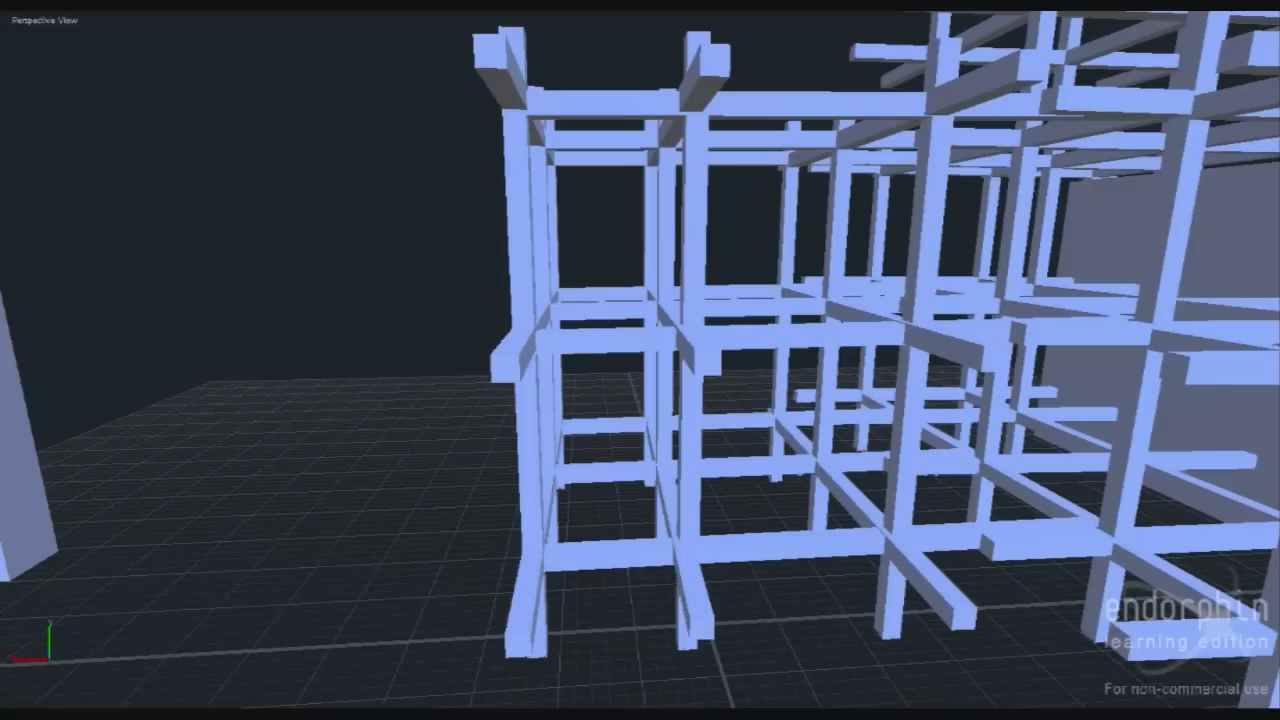 Perspective View
y
endorphin
learning edition
For non-commercial use